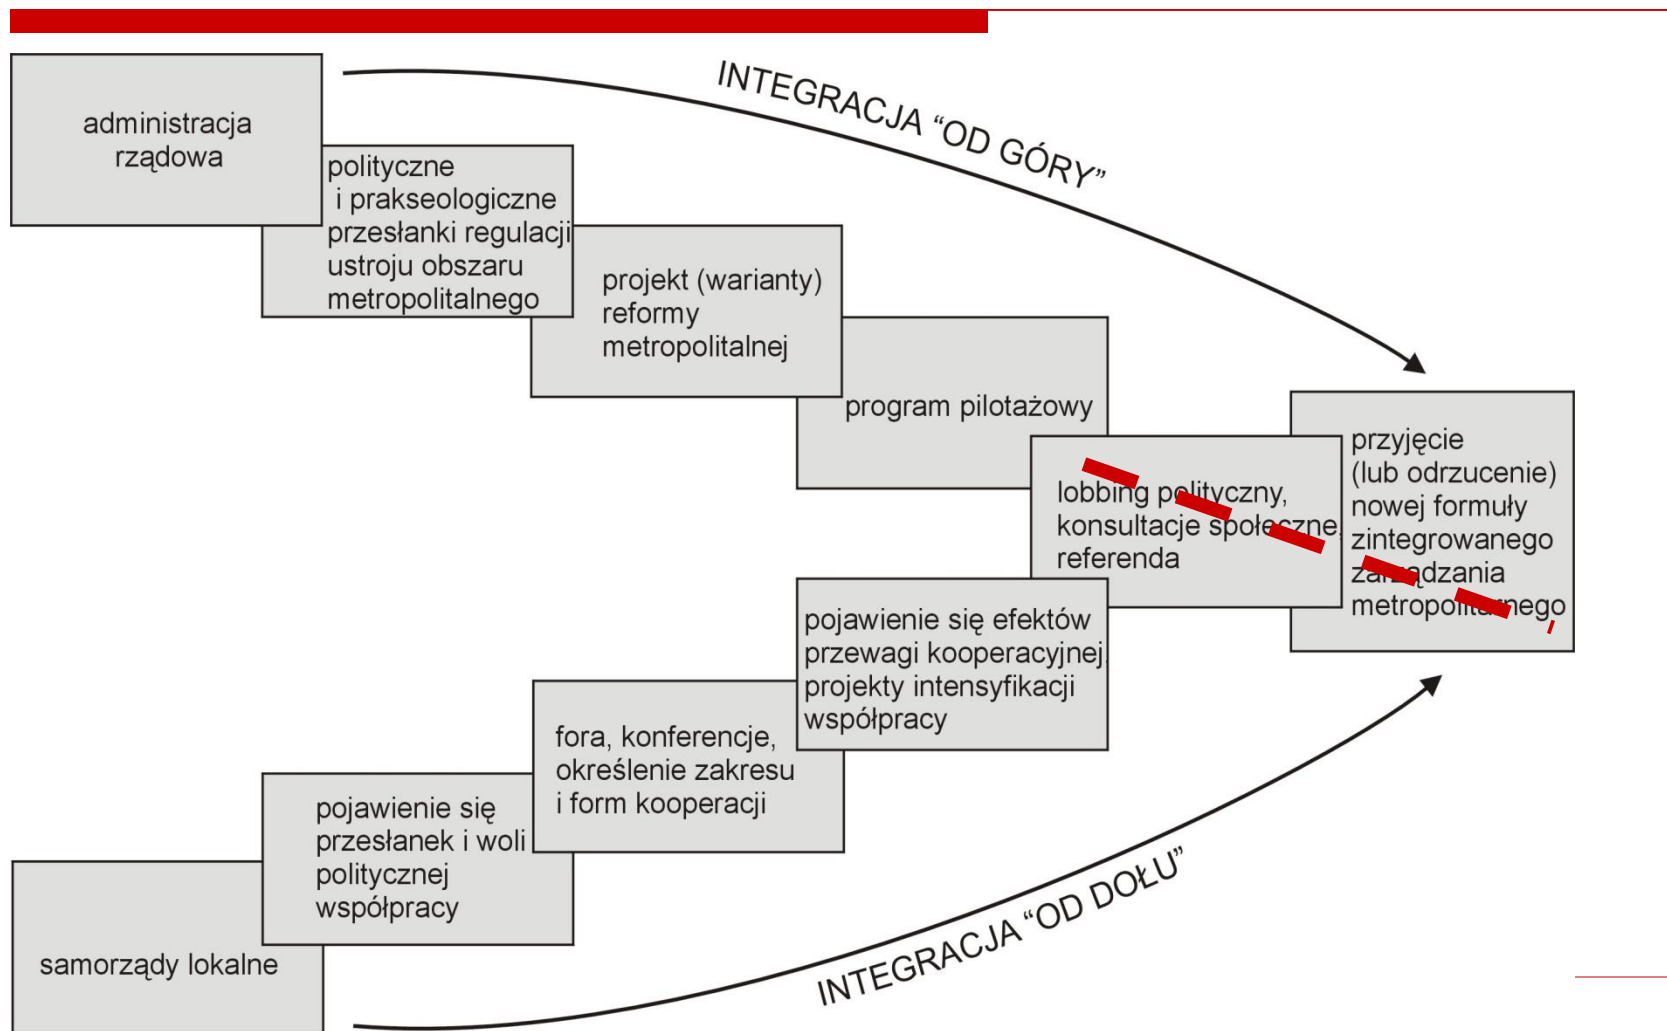 INTEGRACJA “OD GÓRY”
administracja
rządowa
polityczne
i prakseologiczne
przesłanki regulacji
ustroju obszaru
metropolitalnego
projekt (warianty)
reformy
metropolitalnej
program pilotażowy
lobbing polityczny,
konsultacje społeczne,
referenda
przyjęcie
(lub odrzucenie)
nowej formuły
zintegrowanego
zarządzania
metropolitarnego
pojawienie się efektów
przewagi kooperacyjnej,
projekty intensyfikacji
współpracy
fora, konferencje,
określenie zakresu
i form kooperacji
pojawienie się
przesłanek i woli
politycznej
współpracy
samorządy lokalne
INTEGRACJA “OD DOŁU”